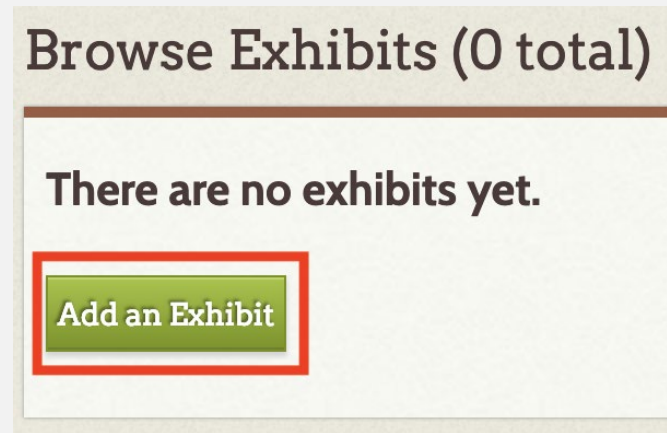 Browse Exhibits (0 total)
There are no exhibits yet.
Add an Exhibit